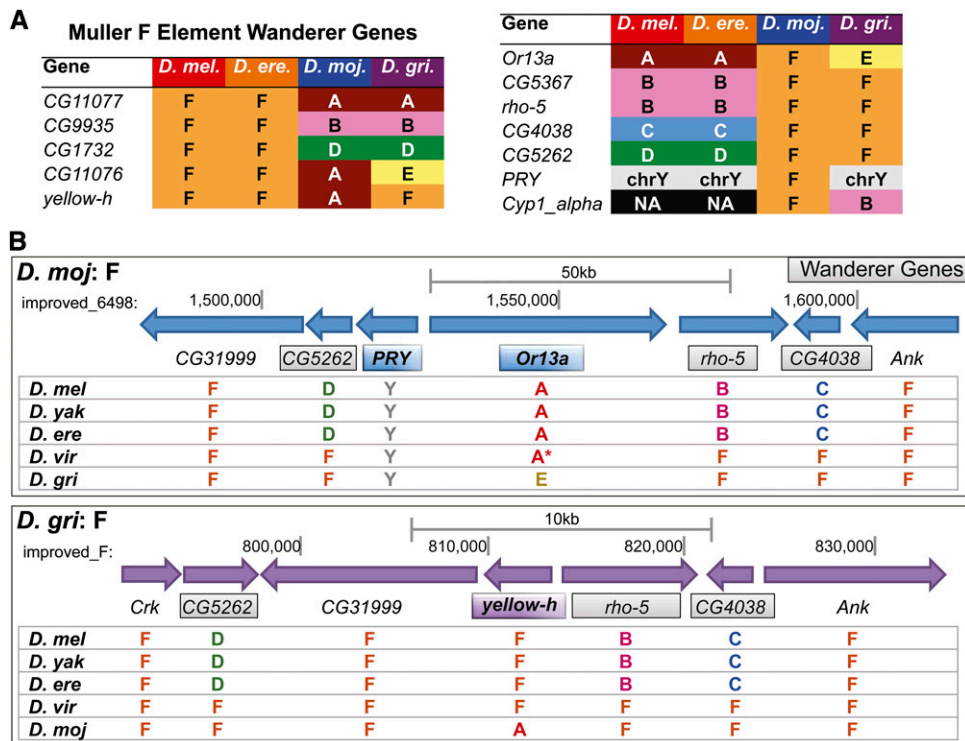 A
Muller F Element Wanderer Genes
Gene D. mel. D. ere. D. moj. D. gri.
CG11077 F F A A
CG9935 F F B B
CG1732 F F D D
CG11076 F F A E
yellow-h F F A F
Gene D. mel. D. ere. D. moj. D. gri.
Or13a A A F E
CG5367 B B F F
rho-5 B B F F
CG4038 C C F F
CG5262 D D F F
PRY chrY chrY F chrY
Cyp1_alpha NA NA F B
B
D. moj: F
50kb
Wanderer Genes
improved_6498: 1,500,000 1,550,000 1,600,000
CG31999 CG5262 PRY Or13a rho-5 CG4038 Ank
D. mel F D Y A B C F
D. yak F D Y A B C F
D. ere F D Y A B C F
D. vir F F Y A* F F F
D. gri F F Y E F F F
D. gri: F
10kb
improved_F: 800,000 810,000 820,000 830,000
Crk CG5262 CG31999 yellow-h rho-5 CG4038 Ank
D. mel F D F F B C F
D. yak F D F F B C F
D. ere F D F F B C F
D. vir F F F F F F F
D. moj F F F A F F F